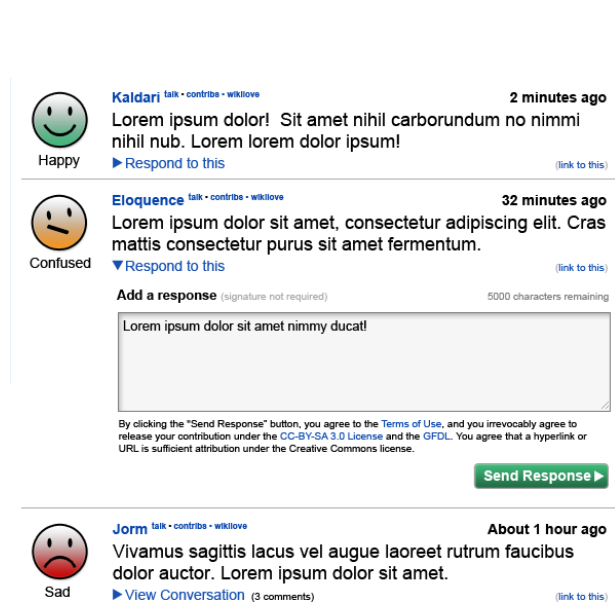 Kaldari talk • contribs • wikilove 2 minutes ago
Lorem ipsum dolor!  Sit amet nihil carborundum no nimmi
nihil nub. Lorem lorem dolor ipsum!
Happy
▶Respond to this (link to this)
Eloquence talk • contribs • wikilove 32 minutes ago
Lorem ipsum dolor sit amet, consectetur adipiscing elit. Cras
mattis consectetur purus sit amet fermentum.
Confused
▼Respond to this (link to this)
Add a response (signature not required) 5000 characters remaining
Lorem ipsum dolor sit amet nimmy ducat!
By clicking the "Send Response" button, you agree to the Terms of Use, and you irrevocably agree to
release your contribution under the CC-BY-SA 3.0 License and the GFDL. You agree that a hyperlink or
URL is sufficient attribution under the Creative Commons license.
Send Response▶
Jorm talk • contribs • wikilove About 1 hour ago
Vivamus sagittis lacus vel augue laoreet rutrum faucibus
dolor auctor. Lorem ipsum dolor sit amet.
Sad
▶View Conversation (3 comments) (link to this)